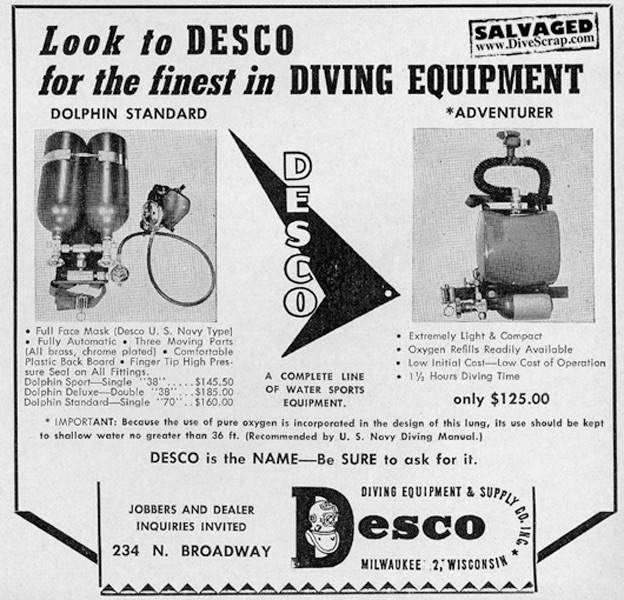 SALVAGED
www.DiveScrap.com
Look to DESCO
for the finest in DIVING EQUIPMENT
DOLPHIN STANDARD
*ADVENTURER
DESCO
• Full Face Mask (Desco U. S. Navy Type)
• Fully Automatic • Three Moving Parts
(All brass, chrome plated) • Comfortable
Plastic Back Board • Finger Tip High Pres-
sure Seal on All Fittings.
Dolphin Sport—Single "38".....$145.50
Dolphin Deluxe—Double "38"...$185.00
Dolphin Standard—Single "70"..$160.00
A COMPLETE LINE
OF WATER SPORTS
EQUIPMENT.
• Extremely Light & Compact
• Oxygen Refills Readily Available
• Low Initial Cost—Low Cost of Operation
• 1½ Hours Diving Time
only $125.00
* IMPORTANT: Because the use of pure oxygen is incorporated in the design of this lung, its use should be kept
to shallow water no greater than 36 ft. (Recommended by U. S. Navy Diving Manual.)
DESCO is the NAME—Be SURE to ask for it.
JOBBERS AND DEALER
INQUIRIES INVITED
234 N. BROADWAY
DIVING EQUIPMENT & SUPPLY CO. INC.
Desco
MILWAUKEE 2, WISCONSIN